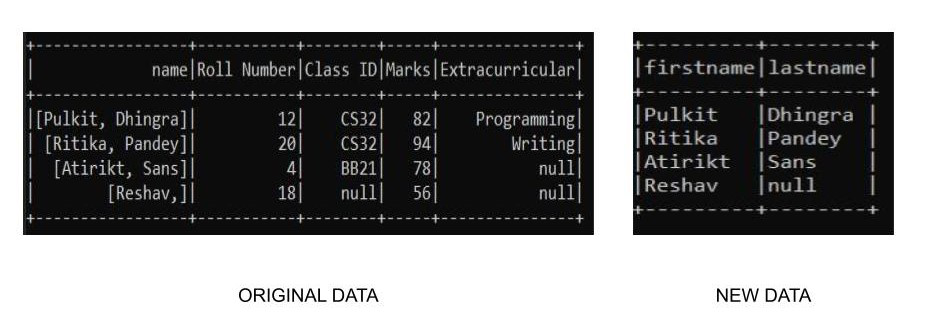 +----------------+-----------+--------+-----+---------------+
|            name|Roll Number|Class ID|Marks|Extracurricular|
+----------------+-----------+--------+-----+---------------+
|[Pulkit, Dhingra]|         12|    CS32|   82|    Programming|
| [Ritika, Pandey]|         20|    CS32|   94|        Writing|
|  [Atirikt, Sans]|          4|    BB21|   78|           null|
|       [Reshav,]|         18|    null|   56|           null|
+----------------+-----------+--------+-----+---------------+
ORIGINAL DATA
+---------+--------+
|firstname|lastname|
+---------+--------+
|Pulkit   |Dhingra |
|Ritika   |Pandey  |
|Atirikt  |Sans    |
|Reshav   |null    |
+---------+--------+
NEW DATA